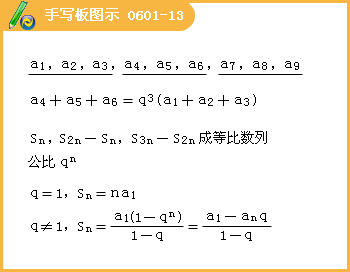 手写板图示 0601-13
a₁, a₂, a₃, a₄, a₅, a₆, a₇, a₈, a₉
a₄+a₅+a₆=q³(a₁+a₂+a₃)
Sₙ, S₂ₙ-Sₙ, S₃ₙ-S₂ₙ 成等比数列
公比 qⁿ
q=1, Sₙ=na₁
q≠1, Sₙ=a₁(1-qⁿ)/1-q=a₁-aₙq/1-q